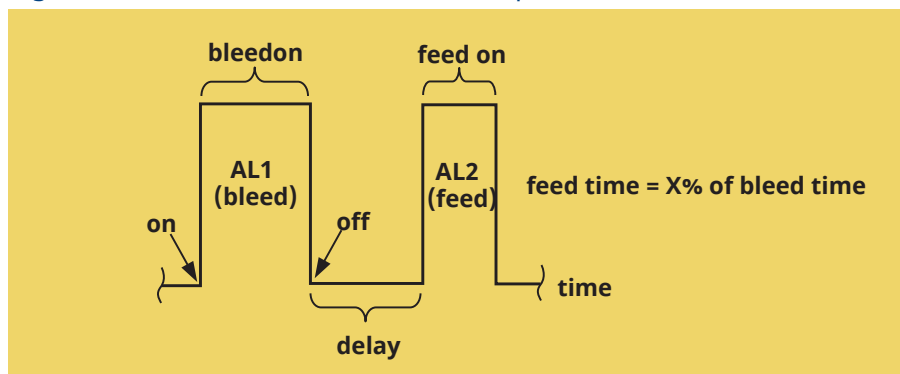 bleedon
feed on
AL1
(bleed)
AL2
(feed)
feed time = X% of bleed time
on
off
time
delay